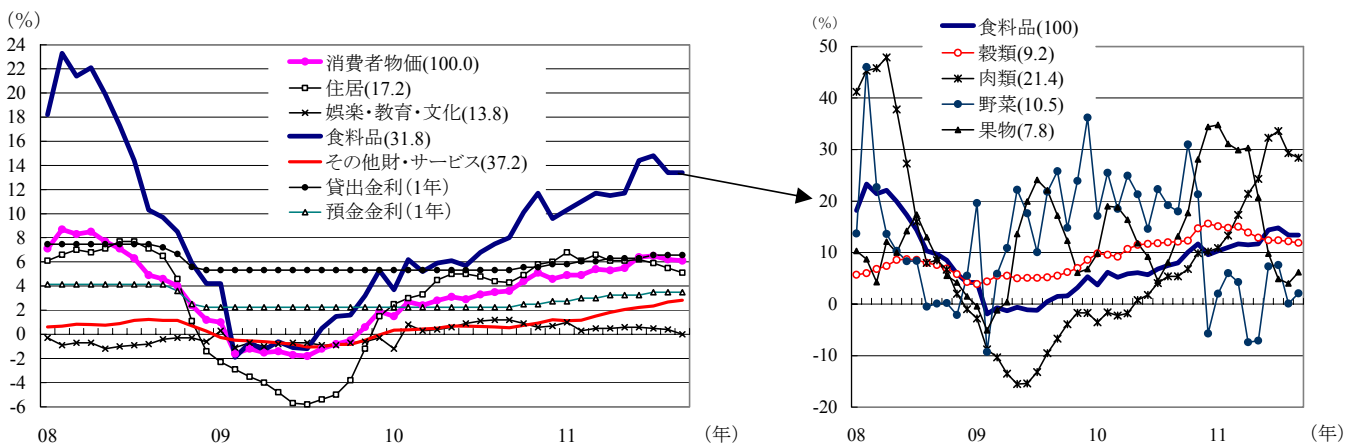 (%)
24
22
20
18
16
14
12
10
8
6
4
2
0
-2
-4
-6
08
09
10
11
(年)
消費者物価(100.0)
住居(17.2)
娯楽・教育・文化(13.8)
食料品(31.8)
その他財・サービス(37.2)
貸出金利(1年)
預金金利(1年)
(%)
50
40
30
20
10
0
-10
-20
08
09
10
11
(年)
食料品(100)
穀類(9.2)
肉類(21.4)
野菜(10.5)
果物(7.8)